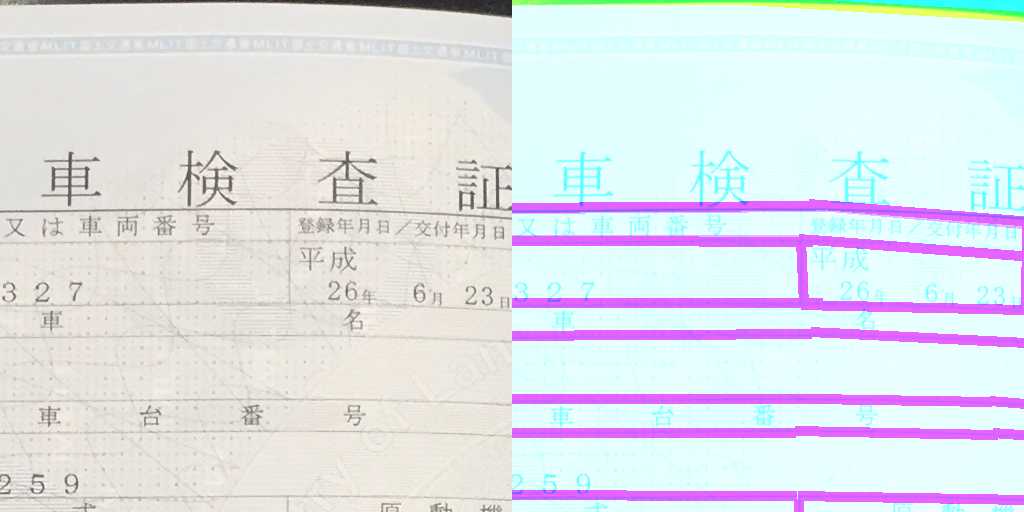 国土交通省MLIT国土交通省MLIT国土交通省MLIT国土交通省MLIT
車検査証
又は車両番号 登録年月日／交付年月日
平成
327 26年 6月 23日
車名
車台番号
259
原動機
車検査証
又は車両番号 登録年月日／交付年月日
平成
327 26年 6月 23日
車名
車台番号
259
原動機